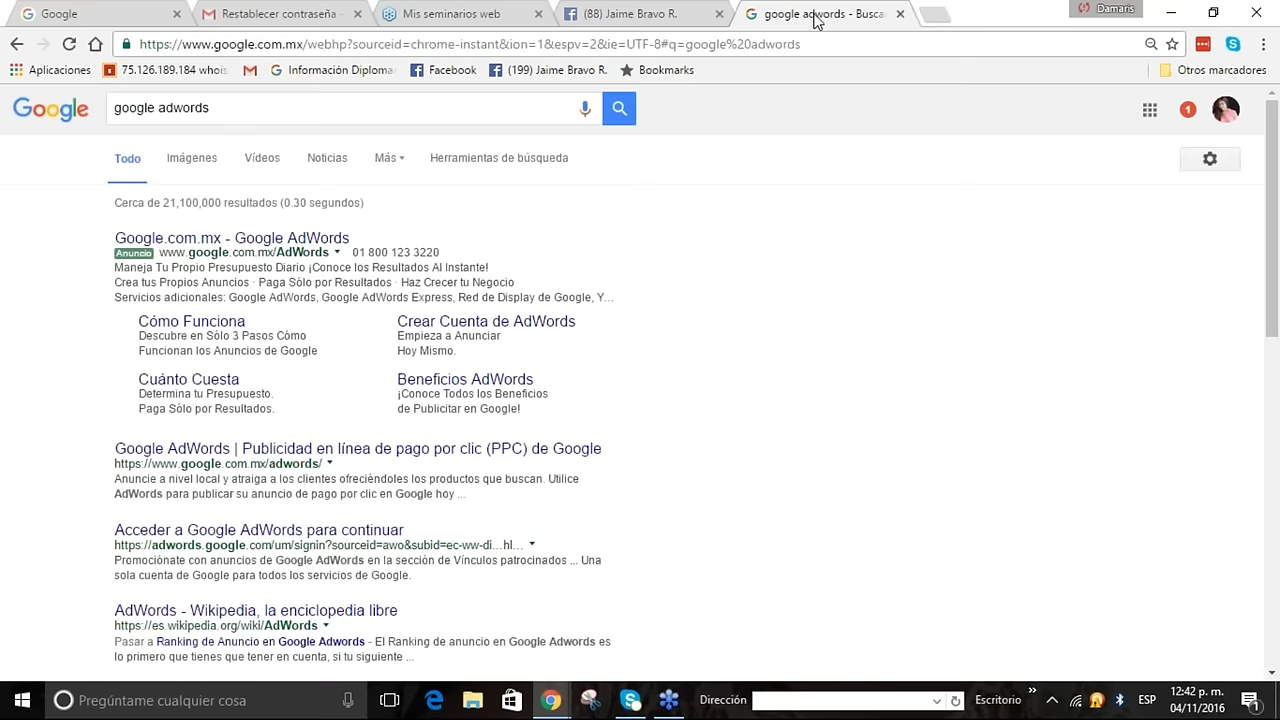 Google
Restablecer contraseña -
Mis seminarios web
(88) Jaime Bravo R.
google adwords - Busca
Damaris
https://www.google.com.mx/webhp?sourceid=chrome-instant&ion=1&espv=2&ie=UTF-8#q=google%20adwords
Aplicaciones
75.126.189.184 whois
Información Diploma
Facebook
(199) Jaime Bravo R.
Bookmarks
Otros marcadores
Google
google adwords
1
Todo
Imágenes
Vídeos
Noticias
Más
Herramientas de búsqueda
Cerca de 21,100,000 resultados (0.30 segundos)
Google.com.mx - Google AdWords
Anuncio www.google.com.mx/AdWords 01 800 123 3220
Maneja Tu Propio Presupuesto Diario ¡Conoce los Resultados Al Instante!
Crea tus Propios Anuncios · Paga Sólo por Resultados · Haz Crecer tu Negocio
Servicios adicionales: Google AdWords, Google AdWords Express, Red de Display de Google, Y...
Cómo Funciona
Descubre en Sólo 3 Pasos Cómo
Funcionan los Anuncios de Google
Crear Cuenta de AdWords
Empieza a Anunciar
Hoy Mismo.
Cuánto Cuesta
Determina tu Presupuesto.
Paga Sólo por Resultados.
Beneficios AdWords
¡Conoce Todos los Beneficios
de Publicitar en Google!
Google AdWords | Publicidad en línea de pago por clic (PPC) de Google
https://www.google.com.mx/adwords/
Anuncie a nivel local y atraiga a los clientes ofreciéndoles los productos que buscan. Utilice
AdWords para publicar su anuncio de pago por clic en Google hoy ...
Acceder a Google AdWords para continuar
https://adwords.google.com/um/signin?sourceid=awo&subid=ec-ww-di...hl...
Promociónate con anuncios de Google AdWords en la sección de Vínculos patrocinados ... Una
sola cuenta de Google para todos los servicios de Google.
AdWords - Wikipedia, la enciclopedia libre
https://es.wikipedia.org/wiki/AdWords
Pasar a Ranking de Anuncio en Google Adwords - El Ranking de anuncio en Google Adwords es
lo primero que tienes que tener en cuenta, si tu siguiente ...
Pregúntame cualquier cosa
Dirección
Escritorio
ESP
12:42 p. m.
04/11/2016
1